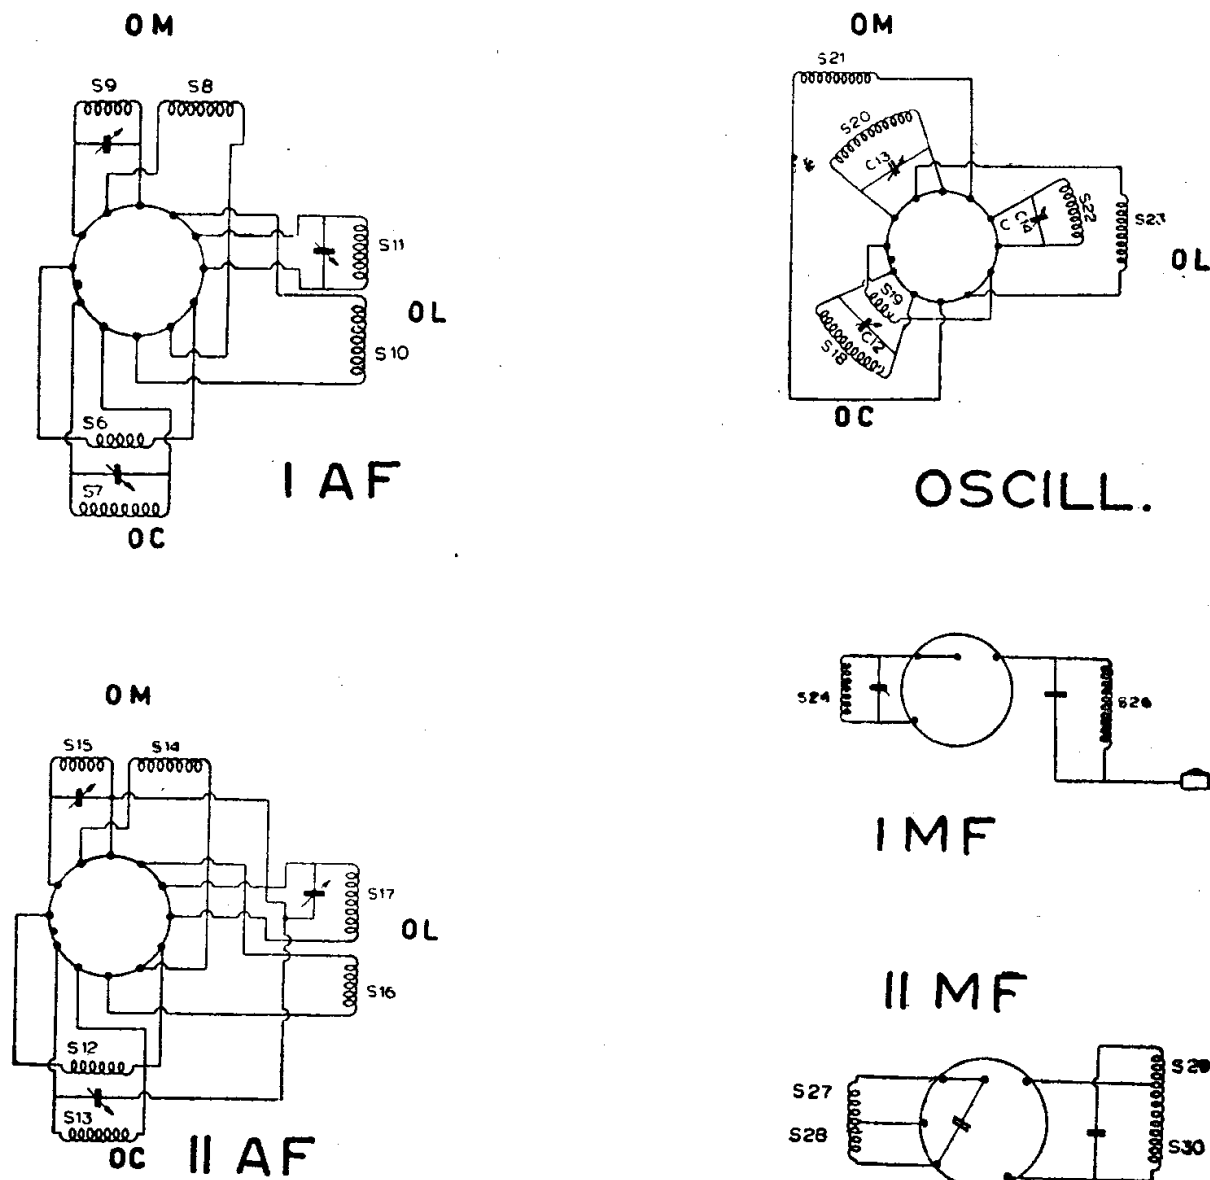 OM
S9
S8
S11
OL
S10
S6
S7
OC
I AF
OM
S21
S20
C13
S22
C14
C
S23
OL
S19
C12
S18
OC
OSCILL.
OM
S15
S14
S17
OL
S16
S12
S13
OC
II AF
S24
S26
I MF
II MF
S27
S28
S29
S30